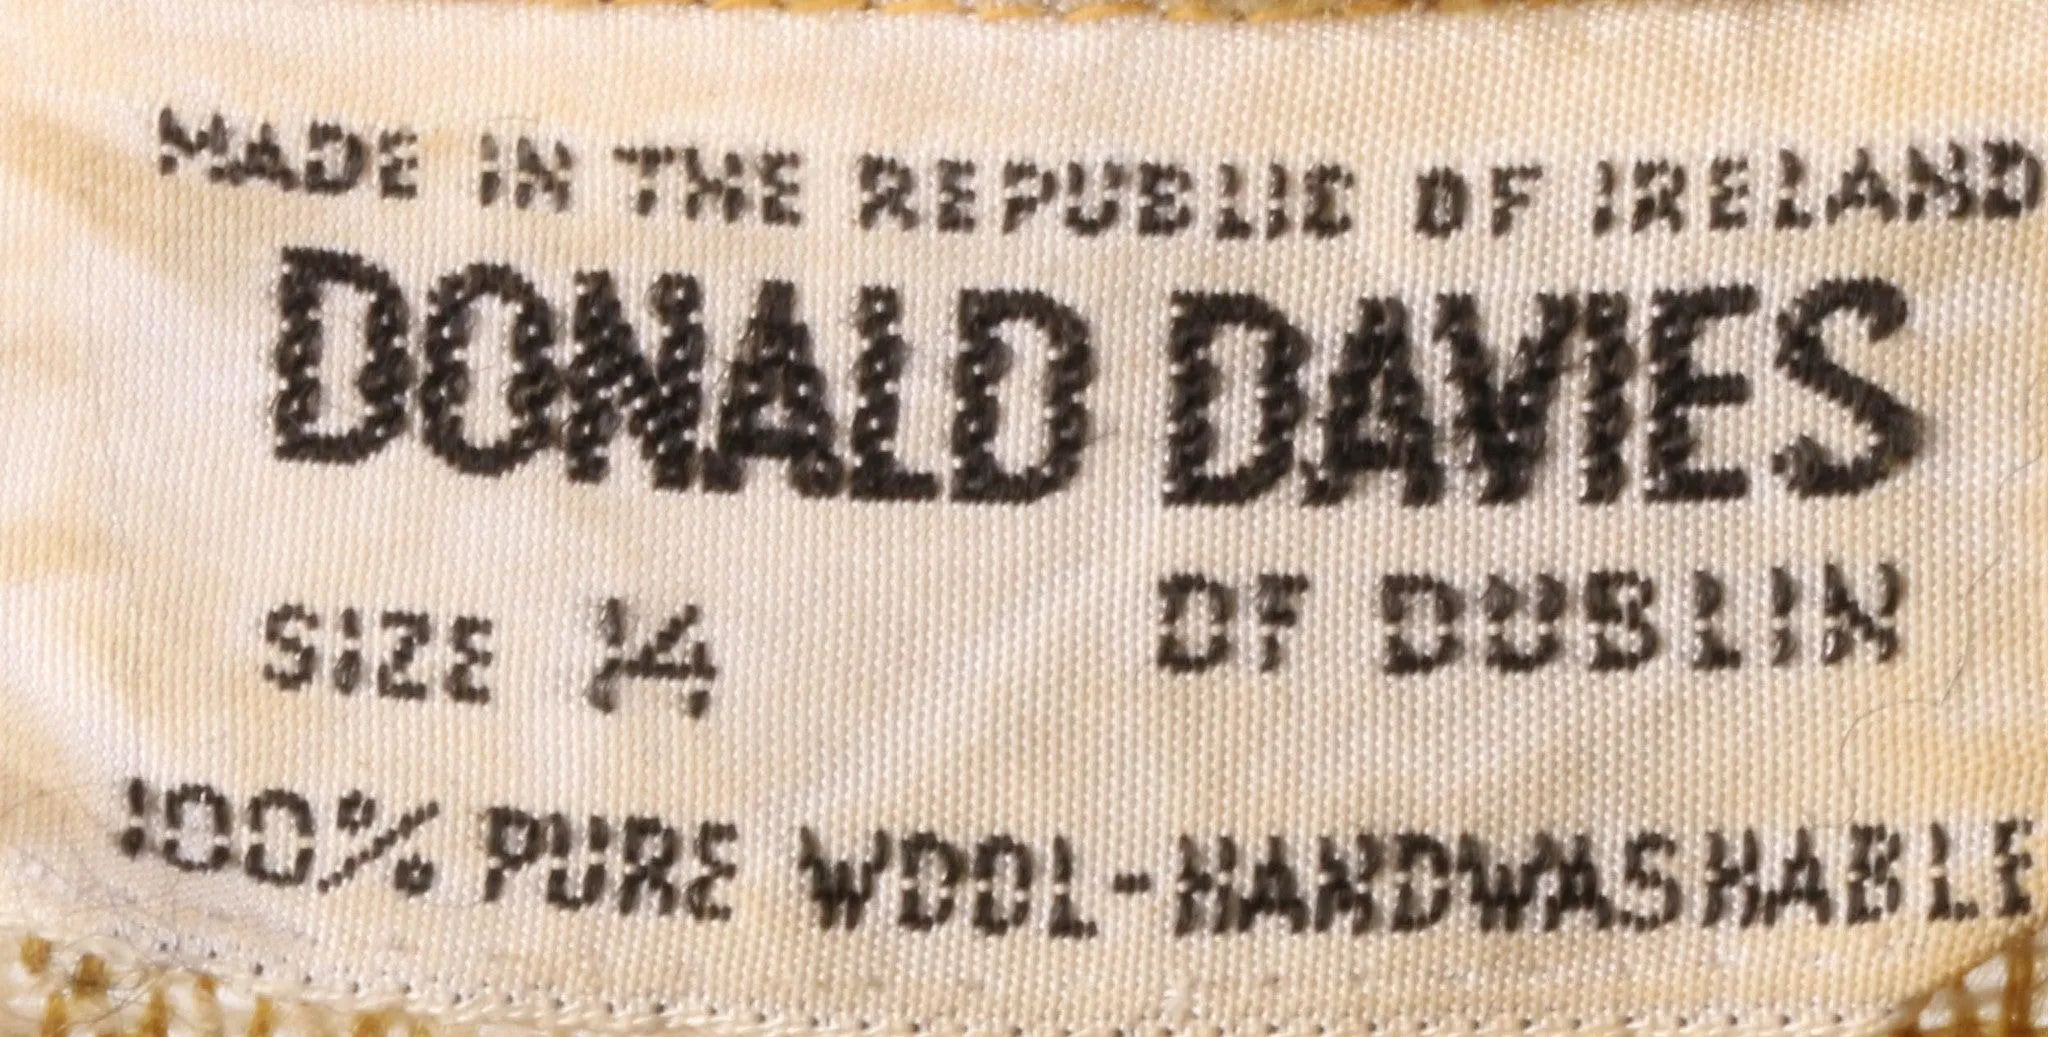 MADE IN THE REPUBLIC OF IRELAND
DONALD DAVIES
SIZE 14 OF DUBLIN
100% PURE WOOL-HANDWASHABLE